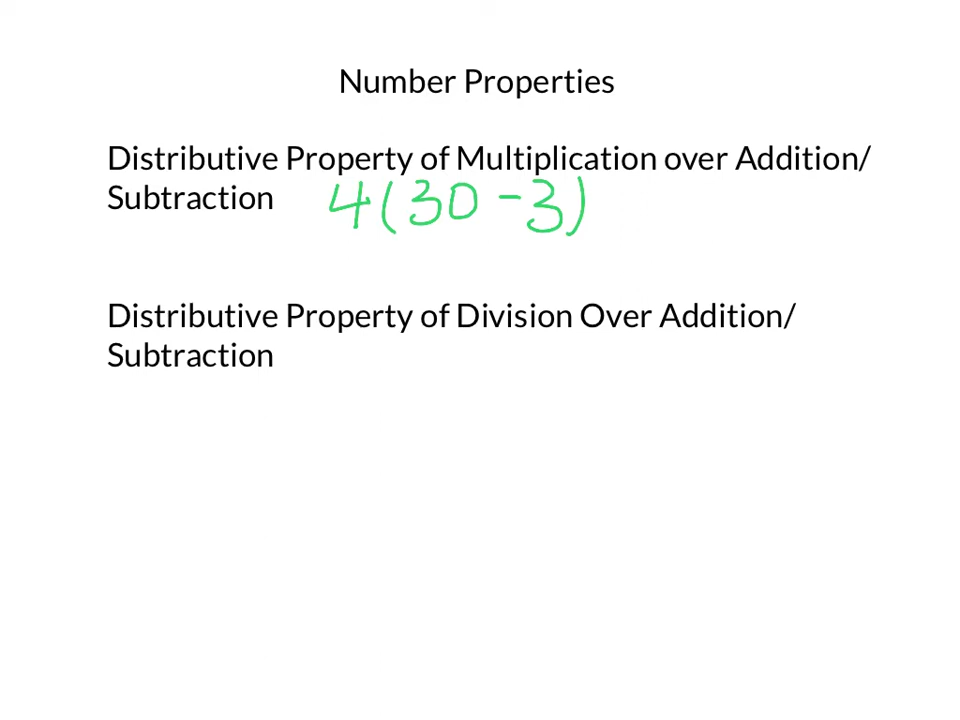 Number Properties
Distributive Property of Multiplication over Addition/
Subtraction 4(30-3)
Distributive Property of Division Over Addition/
Subtraction